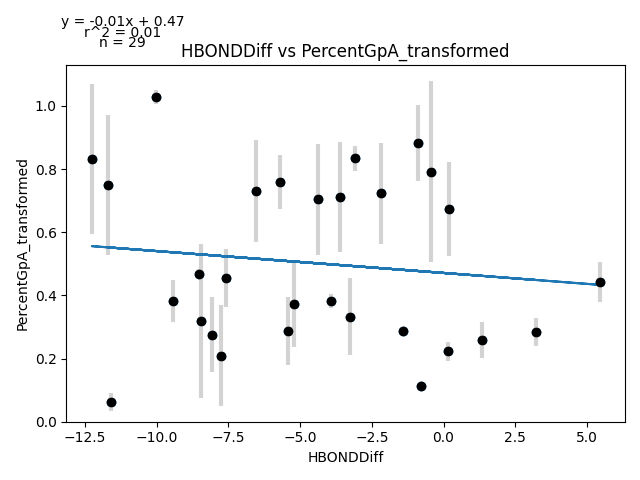 y = -0.01x + 0.47
r^2 = 0.01
n = 29
HBONDDiff vs PercentGpA_transformed
PercentGpA_transformed
1.0
0.8
0.6
0.4
0.2
0.0
−12.5 −10.0 −7.5 −5.0 −2.5 0.0 2.5 5.0
HBONDDiff